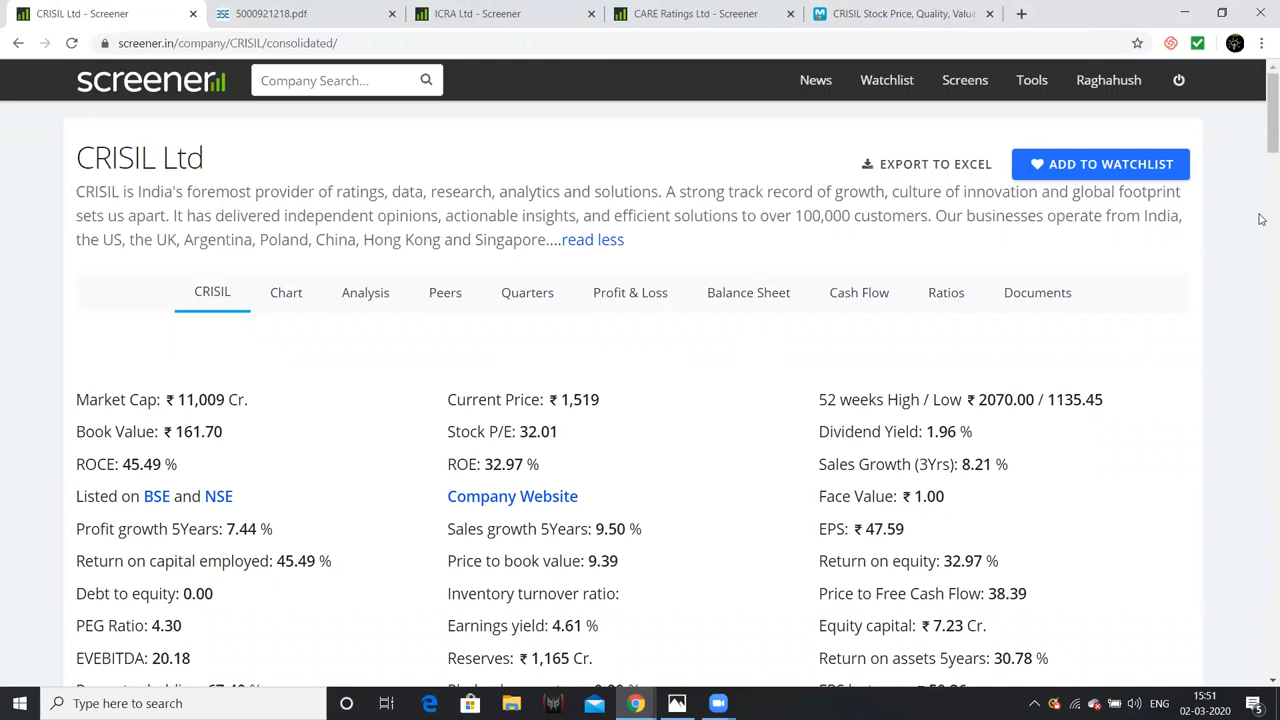 CRISIL Ltd - Screener
5000921218.pdf
ICRA Ltd - Screener
CARE Ratings Ltd - Screener
CRISIL Stock Price, Quality, Valua
screener.in/company/CRISIL/consolidated/
screener
Company Search...
News Watchlist Screens Tools Raghahush
CRISIL Ltd
EXPORT TO EXCEL
ADD TO WATCHLIST
CRISIL is India's foremost provider of ratings, data, research, analytics and solutions. A strong track record of growth, culture of innovation and global footprint
sets us apart. It has delivered independent opinions, actionable insights, and efficient solutions to over 100,000 customers. Our businesses operate from India,
the US, the UK, Argentina, Poland, China, Hong Kong and Singapore....read less
CRISIL Chart Analysis Peers Quarters Profit & Loss Balance Sheet Cash Flow Ratios Documents
Market Cap: ₹ 11,009 Cr. Current Price: ₹ 1,519 52 weeks High / Low ₹ 2070.00 / 1135.45
Book Value: ₹ 161.70 Stock P/E: 32.01 Dividend Yield: 1.96 %
ROCE: 45.49 % ROE: 32.97 % Sales Growth (3Yrs): 8.21 %
Listed on BSE and NSE Company Website Face Value: ₹ 1.00
Profit growth 5Years: 7.44 % Sales growth 5Years: 9.50 % EPS: ₹ 47.59
Return on capital employed: 45.49 % Price to book value: 9.39 Return on equity: 32.97 %
Debt to equity: 0.00 Inventory turnover ratio: Price to Free Cash Flow: 38.39
PEG Ratio: 4.30 Earnings yield: 4.61 % Equity capital: ₹ 7.23 Cr.
EVEBITDA: 20.18 Reserves: ₹ 1,165 Cr. Return on assets 5years: 30.78 %
Type here to search
ENG
15:51
02-03-2020
5